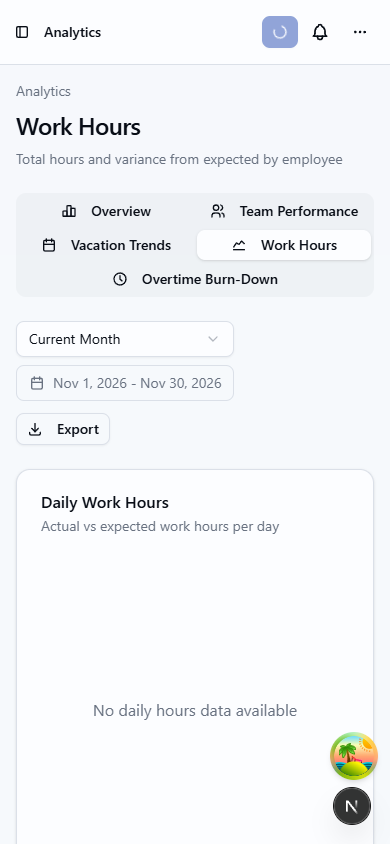 Analytics
Analytics
Work Hours
Total hours and variance from expected by employee
Overview
Team Performance
Vacation Trends
Work Hours
Overtime Burn-Down
Current Month
Nov 1, 2026 - Nov 30, 2026
Export
Daily Work Hours
Actual vs expected work hours per day
No daily hours data available
N